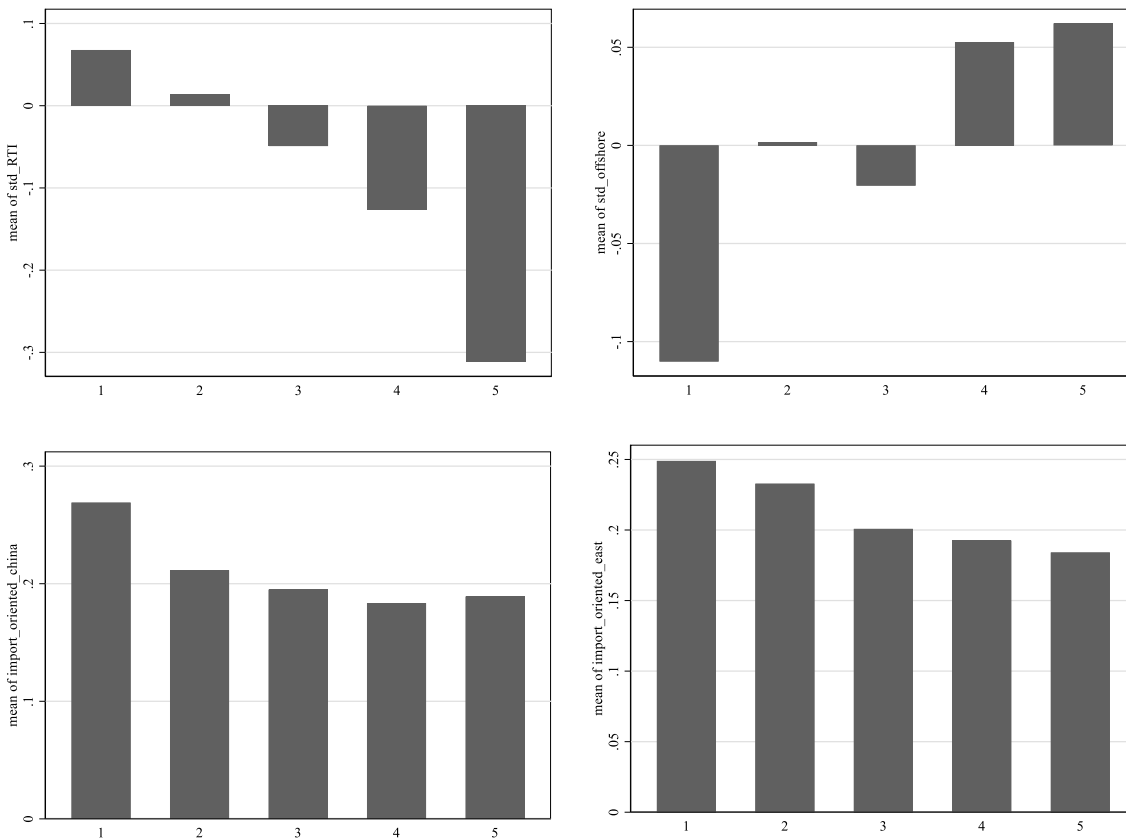 mean of std_RTI
.1
0
-.1
-.2
-.3
1 2 3 4 5
mean of std_offshore
.05
0
-.05
-.1
1 2 3 4 5
mean of import_oriented_china
.3
.2
.1
0
1 2 3 4 5
mean of import_oriented_east
.25
.2
.15
.1
.05
0
1 2 3 4 5